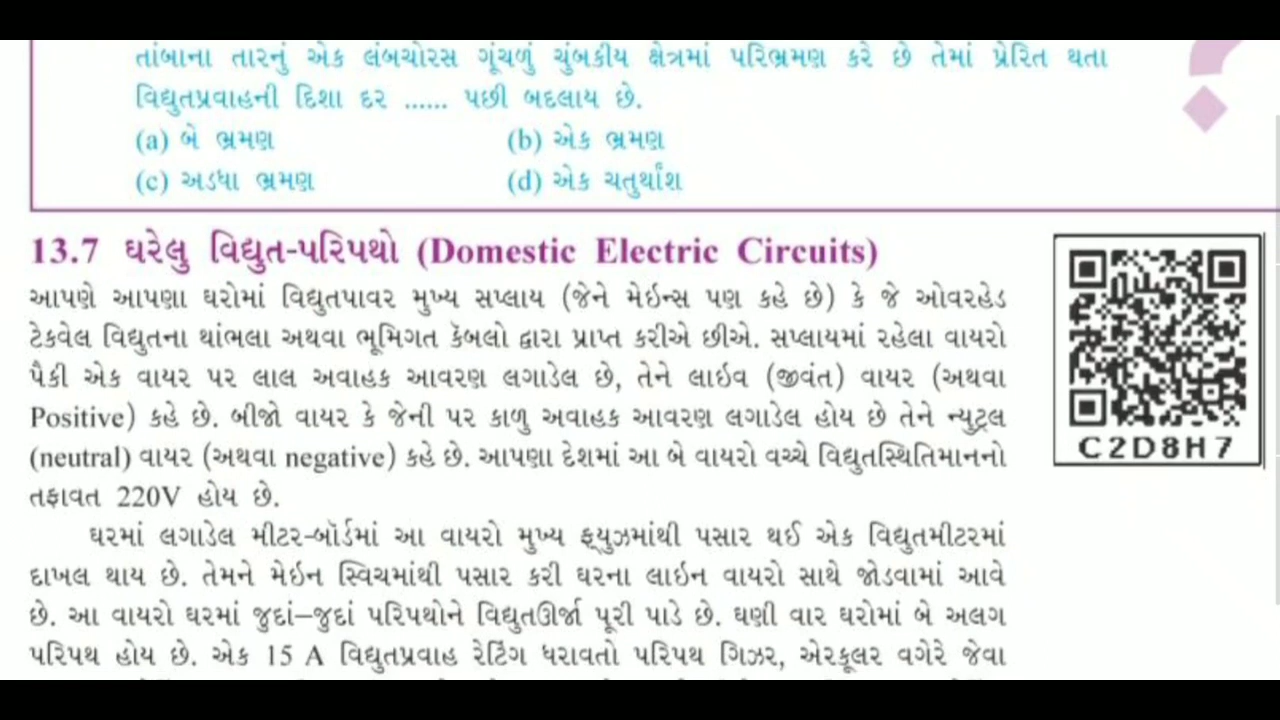 તાંબાના તારનું એક લંબચોરસ ગૂંચળું ચુંબકીય ક્ષેત્રમાં પરિભ્રમણ કરે છે તેમાં પ્રેરિત થતા
વિદ્યુતપ્રવાહની દિશા દર ...... પછી બદલાય છે.
(a) બે ભ્રમણ (b) એક ભ્રમણ
(c) અડધા ભ્રમણ (d) એક ચતુર્થાંશ
13.7 ઘરેલુ વિદ્યુત-પરિપથો (Domestic Electric Circuits)
આપણે આપણા ઘરોમાં વિદ્યુતપાવર મુખ્ય સપ્લાય (જેને મેઇન્સ પણ કહે છે) કે જે ઓવરહેડ
ટેકવેલ વિદ્યુતના થાંભલા અથવા ભૂમિગત કૅબલો દ્વારા પ્રાપ્ત કરીએ છીએ. સપ્લાયમાં રહેલા વાયરો
પૈકી એક વાયર પર લાલ અવાહક આવરણ લગાડેલ છે, તેને લાઇવ (જીવંત) વાયર (અથવા
Positive) કહે છે. બીજો વાયર કે જેની પર કાળુ અવાહક આવરણ લગાડેલ હોય છે તેને ન્યુટ્રલ
(neutral) વાયર (અથવા negative) કહે છે. આપણા દેશમાં આ બે વાયરો વચ્ચે વિદ્યુતસ્થિતિમાનનો
તફાવત 220V હોય છે.
C2D8H7
ઘરમાં લગાડેલ મીટર-બૉર્ડમાં આ વાયરો મુખ્ય ફ્યુઝમાંથી પસાર થઈ એક વિદ્યુતમીટરમાં
દાખલ થાય છે. તેમને મેઇન સ્વિચમાંથી પસાર કરી ઘરના લાઇન વાયરો સાથે જોડવામાં આવે
છે. આ વાયરો ઘરમાં જુદાં–જુદાં પરિપથોને વિદ્યુતઊર્જા પૂરી પાડે છે. ઘણી વાર ઘરોમાં બે અલગ
પરિપથ હોય છે. એક 15 A વિદ્યુતપ્રવાહ રેટિંગ ધરાવતો પરિપથ ગિઝર, એરકૂલર વગેરે જેવા